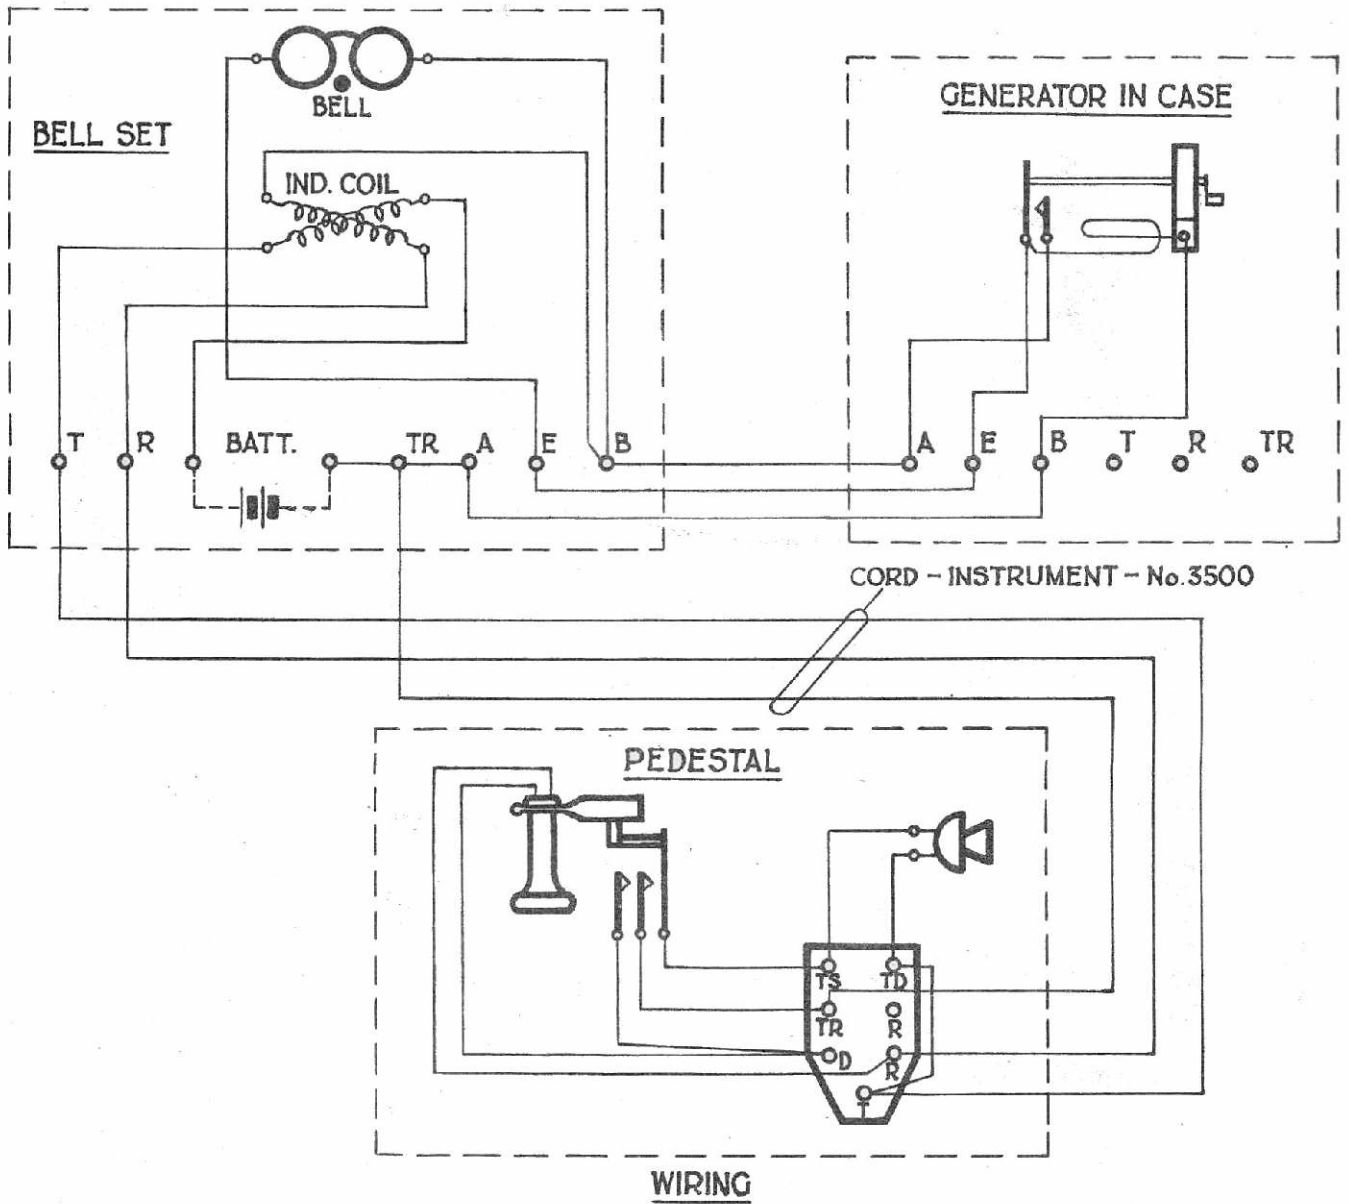 BELL
BELL SET
IND. COIL
GENERATOR IN CASE
T R BATT. TR A E B
A E B T R TR
CORD - INSTRUMENT - No. 3500
PEDESTAL
TS TD
TR R
D R
T
WIRING